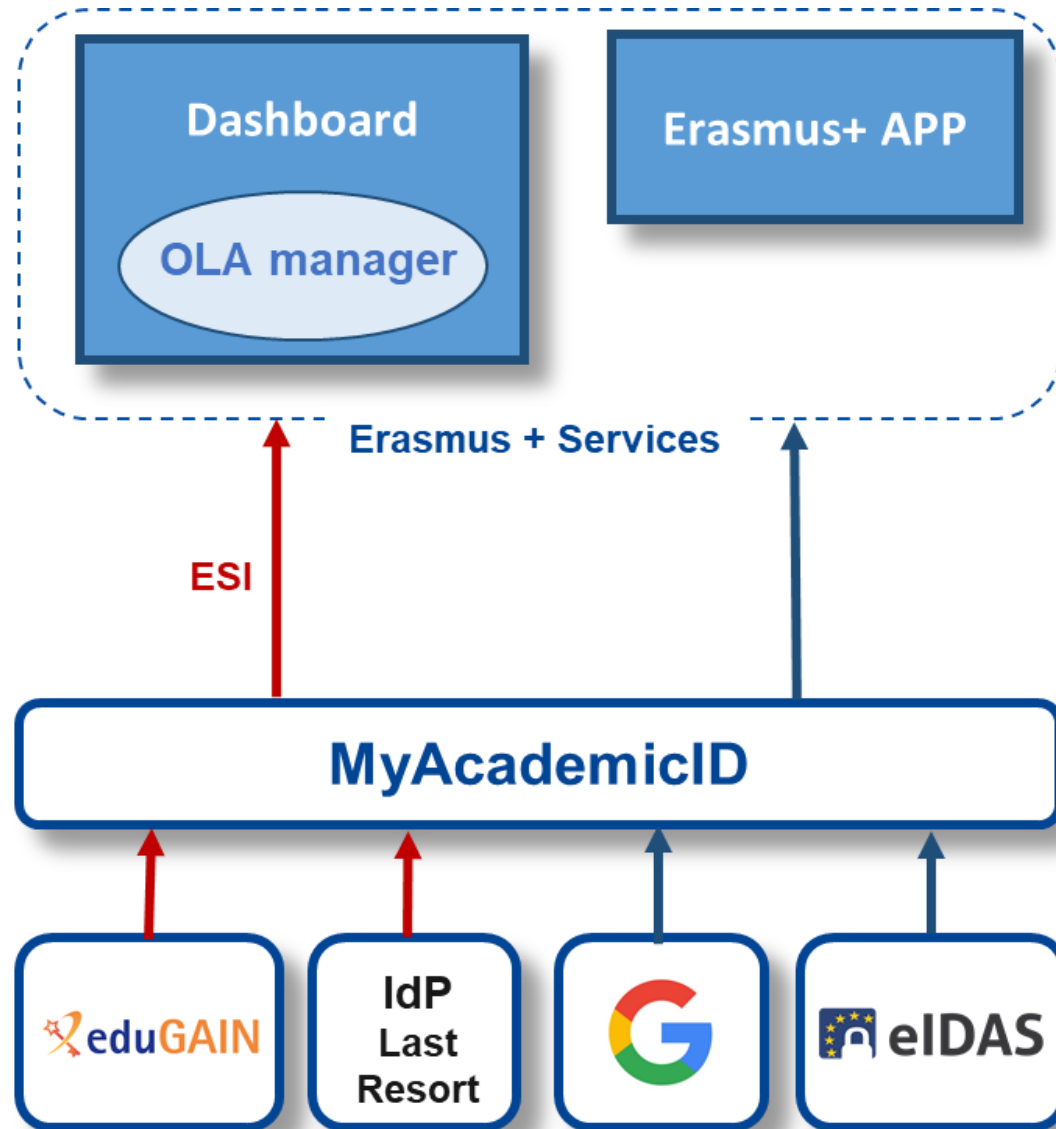 Dashboard
Erasmus+ APP
OLA manager
Erasmus + Services
ESI
MyAcademicID
eduGAIN
IdP
Last
Resort
G
eIDAS